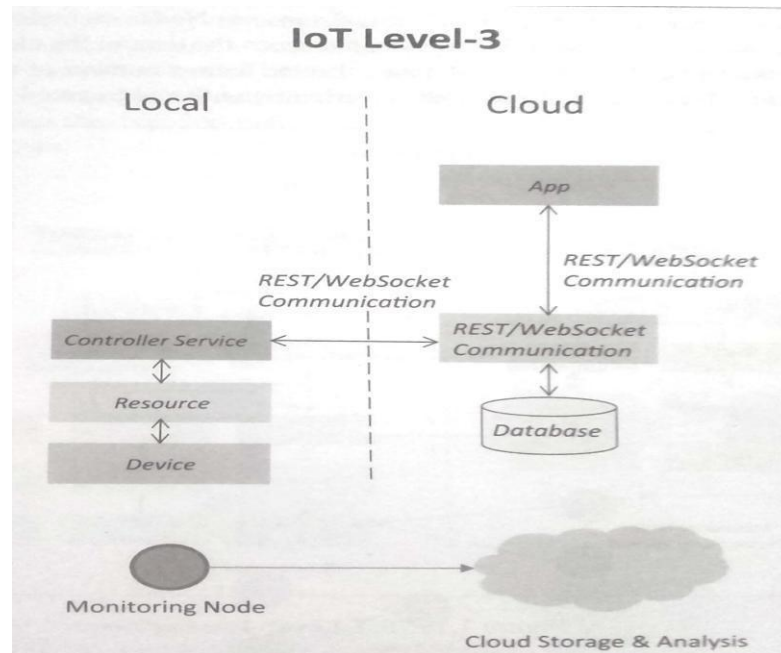 IoT Level-3
Local
Cloud
App
REST/WebSocket
Communication
REST/WebSocket
Communication
Controller Service
REST/WebSocket
Communication
Resource
Database
Device
Monitoring Node
Cloud Storage & Analysis